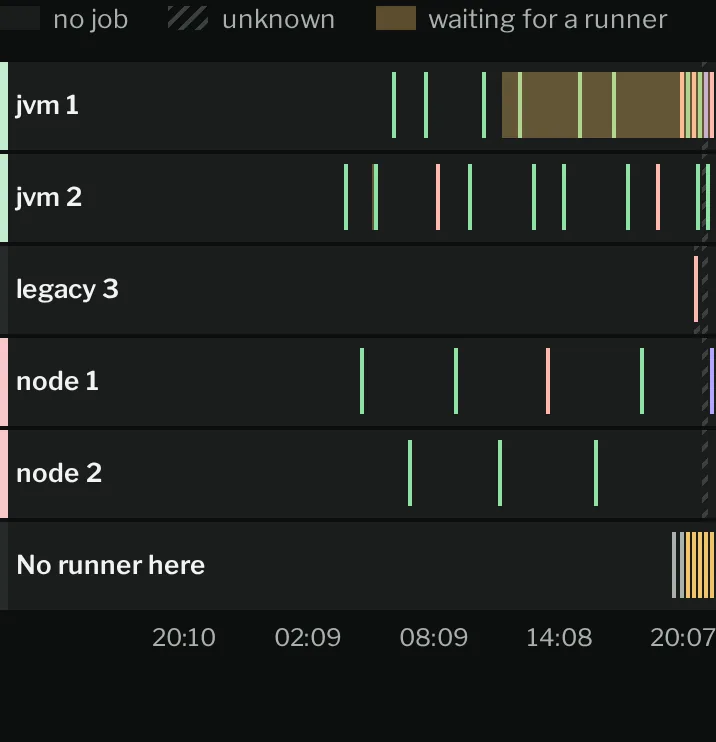 no job unknown waiting for a runner
jvm 1
jvm 2
legacy 3
node 1
node 2
No runner here
20:10 02:09 08:09 14:08 20:07